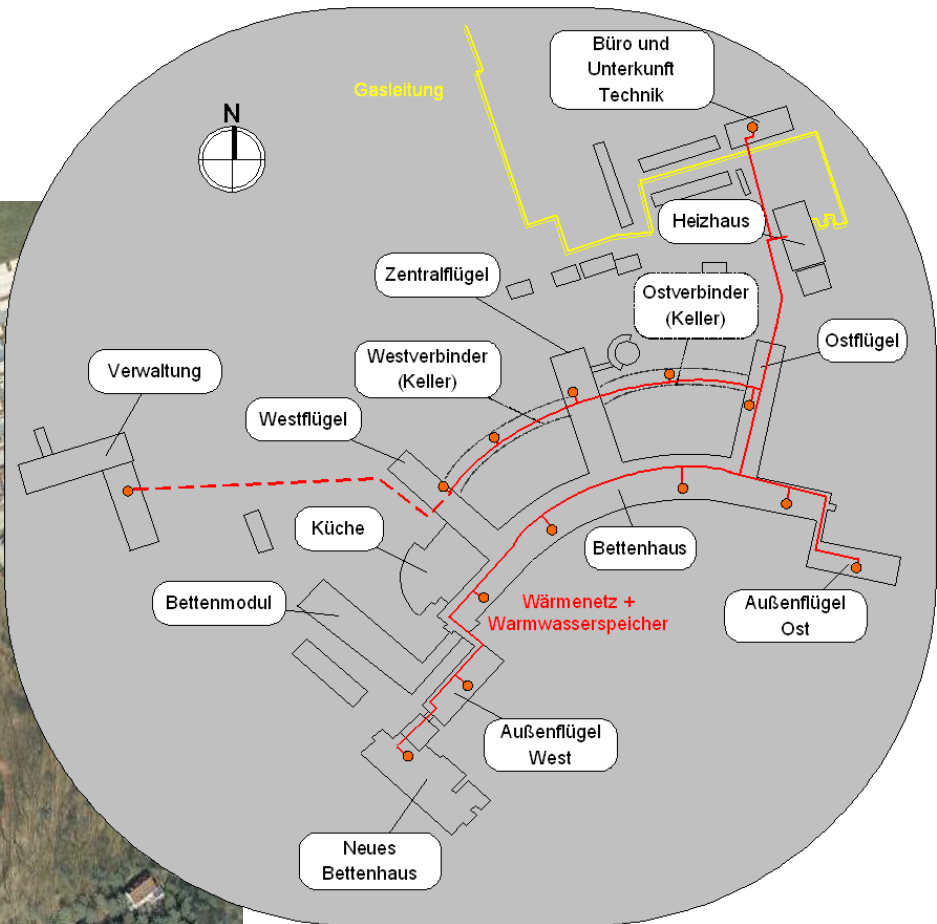 Büro und
Unterkunft
Technik
Gasleitung
N
Heizhaus
Zentralflügel
Ostverbinder
(Keller)
Ostflügel
Westverbinder
(Keller)
Verwaltung
Westflügel
Küche
Bettenhaus
Bettenmodul
Wärmenetz +
Warmwasserspeicher
Außenflügel
Ost
Außenflügel
West
Neues
Bettenhaus